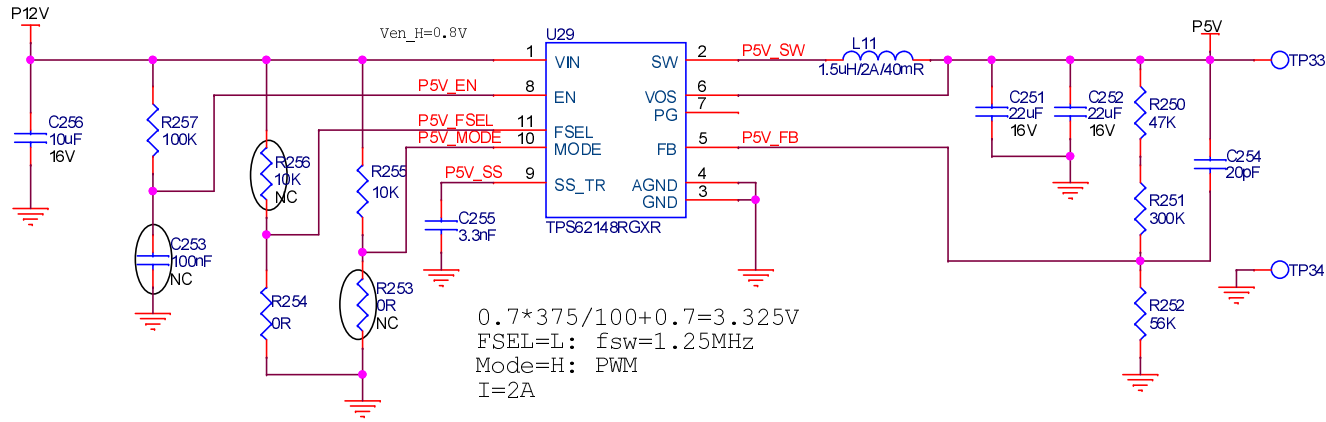 P12V
Ven_H=0.8V
U29
P5V
1
VIN
SW
2
P5V_SW
L11
1.5uH/2A/40mR
TP33
P5V_EN
8
EN
VOS
6
PG
7
C256
10uF
16V
R257
100K
P5V_FSEL
11
FSEL
P5V_MODE
10
MODE
FB
5
P5V_FB
C251
22uF
16V
C252
22uF
16V
R250
47K
R256
10K
NC
R255
10K
P5V_SS
9
SS_TR
AGND
4
GND
3
C254
20pF
R251
300K
C255
3.3nF
TPS62148RGXR
C253
100nF
NC
TP34
R254
0R
R253
0R
NC
R252
56K
0.7*375/100+0.7=3.325V
FSEL=L: fsw=1.25MHz
Mode=H: PWM
I=2A